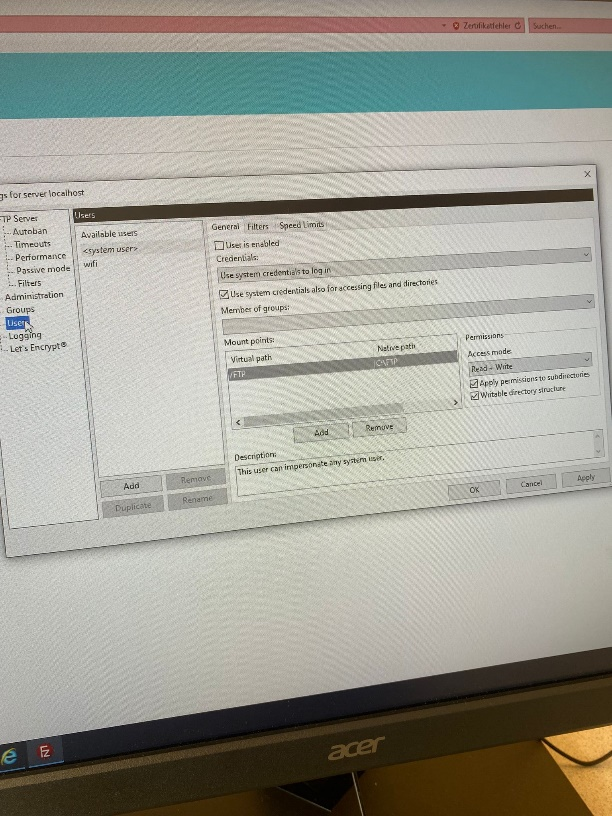 Zertifikatfehler
Suchen...
gs for server localhost
Users
TP Server
Autoban
Timeouts
Performance
Passive mode
Filters
Administration
Groups
Users
Logging
Let's Encrypt®
Available users
<system user>
wifi
Add
Remove
Duplicate
Rename
General
Filters
Speed Limits
User is enabled
Credentials:
Use system credentials to log in
Use system credentials also for accessing files and directories
Member of groups:
Mount points:
Virtual path
Native path
/FTP
Add
Remove
Permissions
Access mode:
Read + Write
Apply permissions to subdirectories
Writable directory structure
Description:
This user can impersonate any system user.
OK
Cancel
Apply
Fz
acer